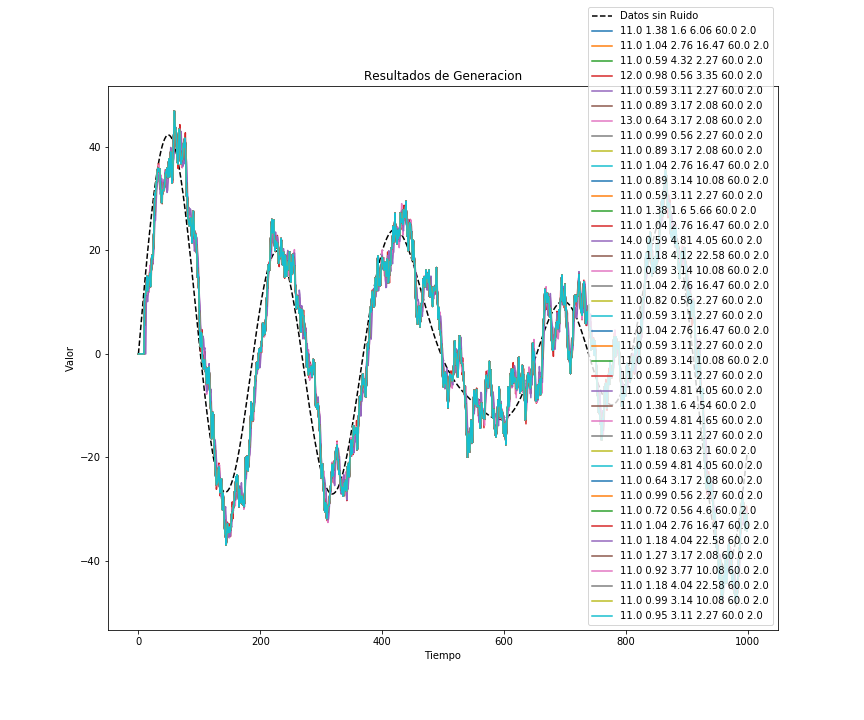 Resultados de Generacion
Valor
40
20
0
−20
−40
0
200
400
600
800
1000
Tiempo
Datos sin Ruido
11.0 1.38 1.6 6.06 60.0 2.0
11.0 1.04 2.76 16.47 60.0 2.0
11.0 0.59 4.32 2.27 60.0 2.0
12.0 0.98 0.56 3.35 60.0 2.0
11.0 0.59 3.11 2.27 60.0 2.0
11.0 0.89 3.17 2.08 60.0 2.0
13.0 0.64 3.17 2.08 60.0 2.0
11.0 0.99 0.56 2.27 60.0 2.0
11.0 0.89 3.17 2.08 60.0 2.0
11.0 1.04 2.76 16.47 60.0 2.0
11.0 0.89 3.14 10.08 60.0 2.0
11.0 0.59 3.11 2.27 60.0 2.0
11.0 1.38 1.6 5.66 60.0 2.0
11.0 1.04 2.76 16.47 60.0 2.0
14.0 0.59 4.81 4.05 60.0 2.0
11.0 1.18 4.12 22.58 60.0 2.0
11.0 0.89 3.14 10.08 60.0 2.0
11.0 1.04 2.76 16.47 60.0 2.0
11.0 0.82 0.56 2.27 60.0 2.0
11.0 0.59 3.11 2.27 60.0 2.0
11.0 1.04 2.76 16.47 60.0 2.0
11.0 0.59 3.11 2.27 60.0 2.0
11.0 0.89 3.14 10.08 60.0 2.0
11.0 0.59 3.11 2.27 60.0 2.0
11.0 0.59 4.81 4.05 60.0 2.0
11.0 1.38 1.6 4.54 60.0 2.0
11.0 0.59 4.81 4.65 60.0 2.0
11.0 0.59 3.11 2.27 60.0 2.0
11.0 1.18 0.63 2.1 60.0 2.0
11.0 0.59 4.81 4.05 60.0 2.0
11.0 0.64 3.17 2.08 60.0 2.0
11.0 0.99 0.56 2.27 60.0 2.0
11.0 0.72 0.56 4.6 60.0 2.0
11.0 1.04 2.76 16.47 60.0 2.0
11.0 1.18 4.04 22.58 60.0 2.0
11.0 1.27 3.17 2.08 60.0 2.0
11.0 0.92 3.77 10.08 60.0 2.0
11.0 1.18 4.04 22.58 60.0 2.0
11.0 0.99 3.14 10.08 60.0 2.0
11.0 0.95 3.11 2.27 60.0 2.0